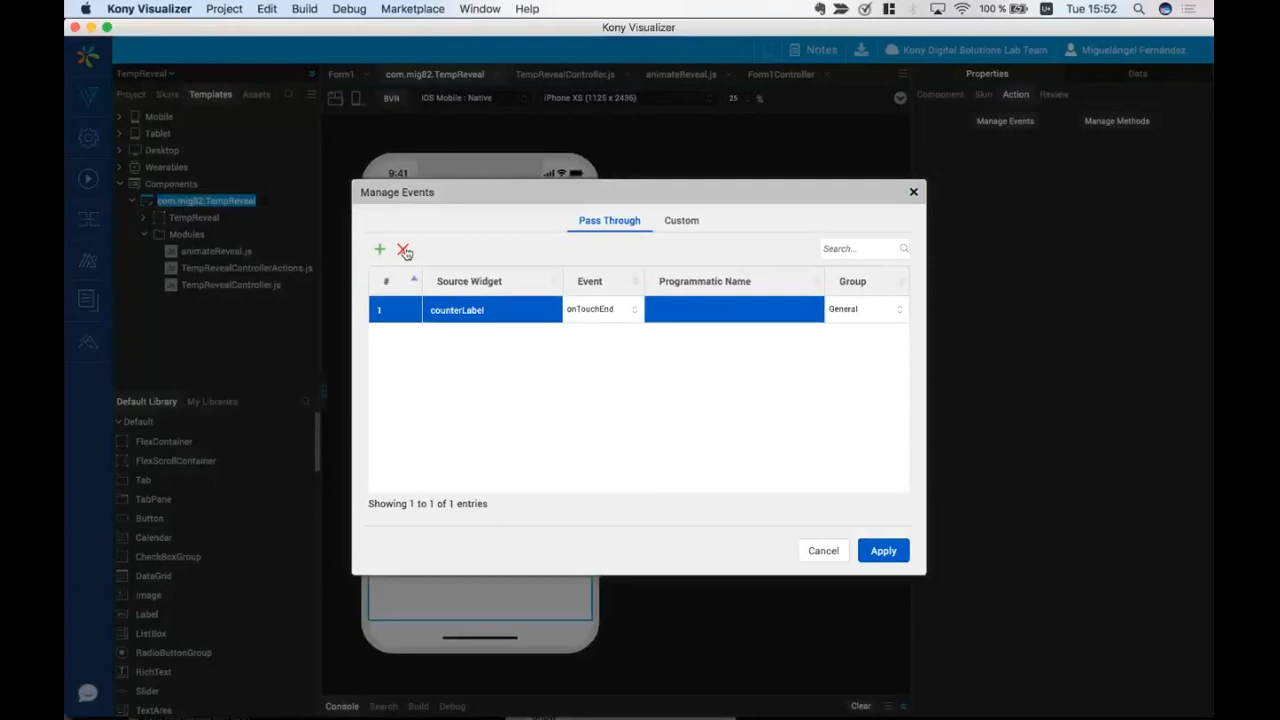 Kony Visualizer Project Edit Build Debug Marketplace Window Help 100 % Tue 15:52
Kony Visualizer
Notes Kony Digital Solutions Lab Team Miguelángel Fernández
TempReveal Form1 com.mig82.TempReveal TempRevealController.js animateReveal.js Form1Controller Properties Data
Project Skins Templates Assets BVR iOS Mobile : Native iPhone XS (1125 x 2436) 25 % Component Skin Action Review
Mobile
Tablet
Desktop
Wearables
Components
com.mig82.TempReveal
TempReveal
Modules
animateReveal.js
TempRevealControllerActions.js
TempRevealController.js
Manage Events Manage Methods
9:41
Manage Events
Pass Through Custom
Search...
# Source Widget Event Programmatic Name Group
1 counterLabel onTouchEnd General
Showing 1 to 1 of 1 entries
Cancel Apply
Default Library My Libraries
Default
FlexContainer
FlexScrollContainer
Tab
TabPane
Button
Calendar
CheckBoxGroup
DataGrid
Image
Label
ListBox
RadioButtonGroup
RichText
Slider
TextArea
Console Search Build Debug Clear